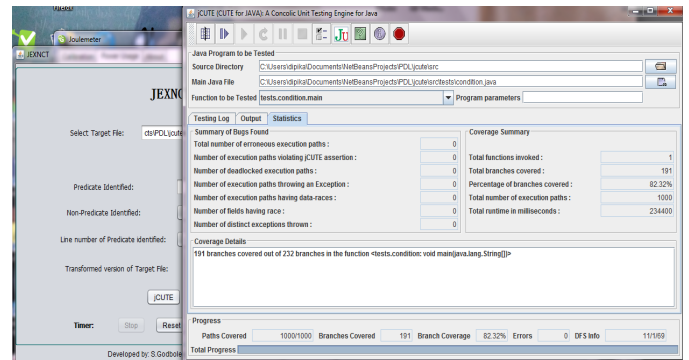 Joulemeter
JEXNCT
JEXNC
Select Target File:
cts\PDL\jcute
Predicate Identified:
Non-Predicate Identified:
Line number of Predicate identified:
Transformed version of Target File:
jCUTE
Timer:
Stop
Reset
Developed by: S.Godbole
jCUTE (CUTE for JAVA): A Concolic Unit Testing Engine for Java
Java Program to be Tested
Source Directory
C:\Users\dipika\Documents\NetBeansProjects\PDL\jcute\src
Main Java File
C:\Users\dipika\Documents\NetBeansProjects\PDL\jcute\src\tests\condition.java
Function to be Tested
tests.condition.main
Program parameters
Testing Log
Output
Statistics
Summary of Bugs Found
Total number of erroneous execution paths : 0
Number of execution paths violating jCUTE assertion : 0
Number of deadlocked execution paths : 0
Number of execution paths throwing an Exception : 0
Number of execution paths having data-races : 0
Number of fields having race : 0
Number of distinct exceptions thrown : 0
Coverage Summary
Total functions invoked : 1
Total branches covered : 191
Percentage of branches covered : 82.32%
Total number of execution paths : 1000
Total runtime in milliseconds : 234400
Coverage Details
191 branches covered out of 232 branches in the function <tests.condition: void main(java.lang.String[])>
Progress
Paths Covered 1000/1000 Branches Covered 191 Branch Coverage 82.32% Errors 0 DFS Info 11/1/69
Total Progress